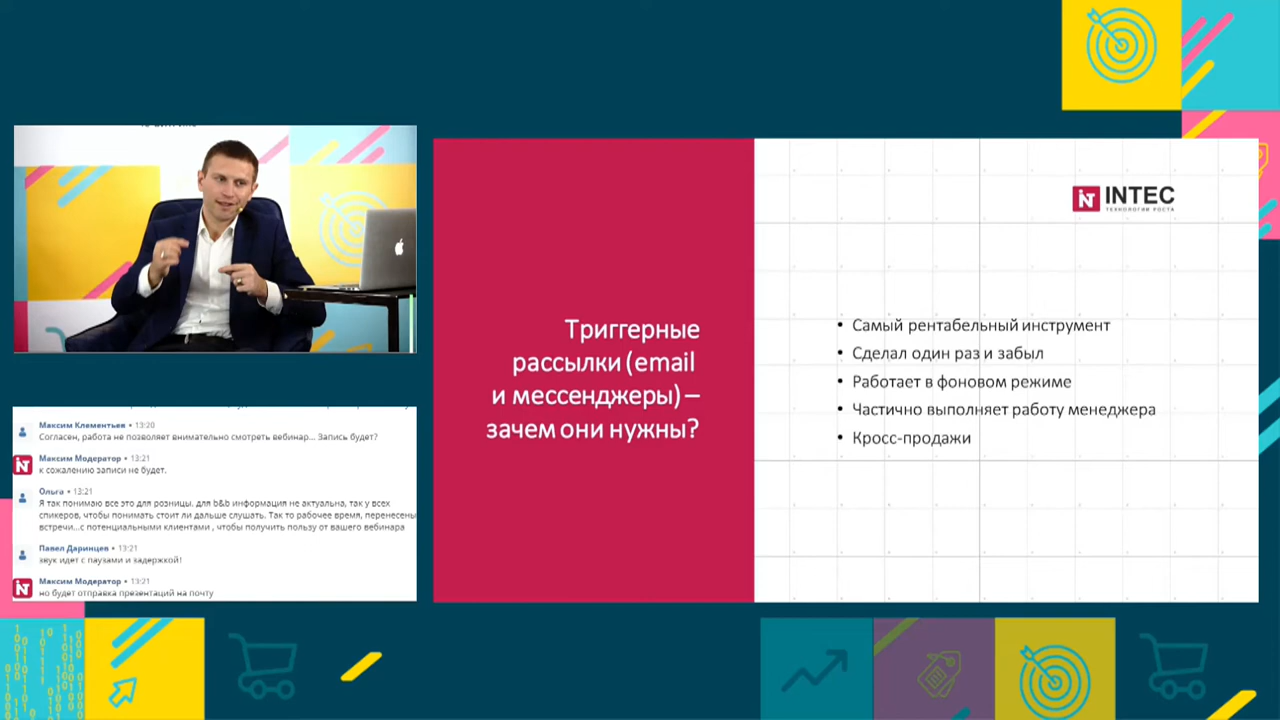 INTEC
ТЕХНОЛОГИИ РОСТА
Триггерные
рассылки (email
и мессенджеры) –
зачем они нужны?
• Самый рентабельный инструмент
• Сделал один раз и забыл
• Работает в фоновом режиме
• Частично выполняет работу менеджера
• Кросс-продажи
Максим Клементьев • 13:20
Согласен, работа не позволяет внимательно смотреть вебинар... Запись будет?
Максим Модератор • 13:21
к сожалению записи не будет.
Ольга • 13:21
Я так понимаю все это для розницы. для b&b информация не актуальна, так у всех
спикеров, чтобы понимать стоит ли дальше слушать. Так то рабочее время, перенесены
встречи...с потенциальными клиентами , чтобы получить пользу от вашего вебинара
Павел Даринцев • 13:21
звук идет с паузами и задержкой!
Максим Модератор • 13:21
но будет отправка презентаций на почту